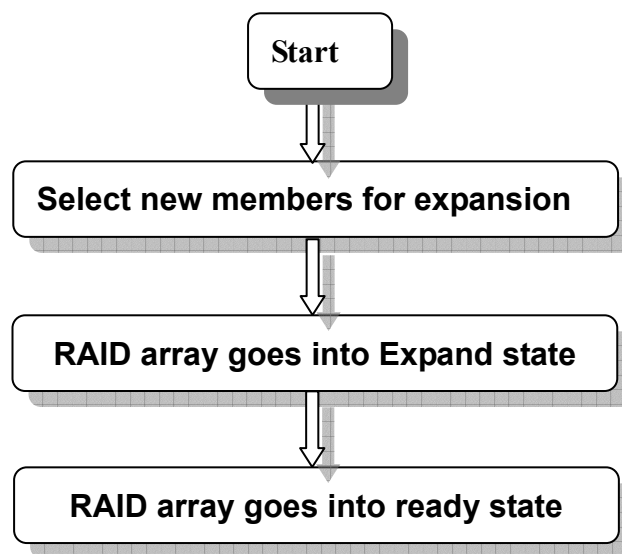 Start
Select new members for expansion
RAID array goes into Expand state
RAID array goes into ready state